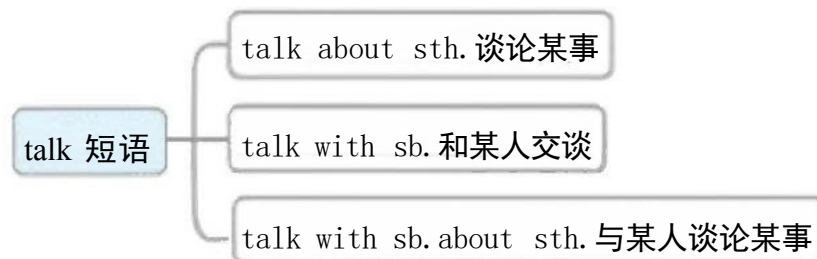 talk about sth.谈论某事
talk 短语
talk with sb.和某人交谈
talk with sb.about sth.与某人谈论某事